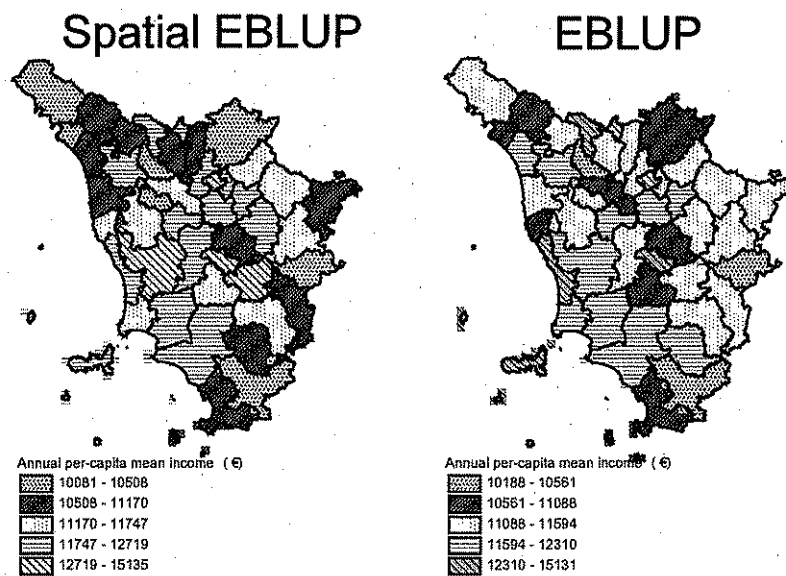 Spatial EBLUP
EBLUP
Annual per-capita mean income (€)
10081 - 10508
10508 - 11170
11170 - 11747
11747 - 12719
12719 - 15135
Annual per-capita mean income (€)
10188 - 10561
10561 - 11088
11088 - 11594
11594 - 12310
12310 - 15131